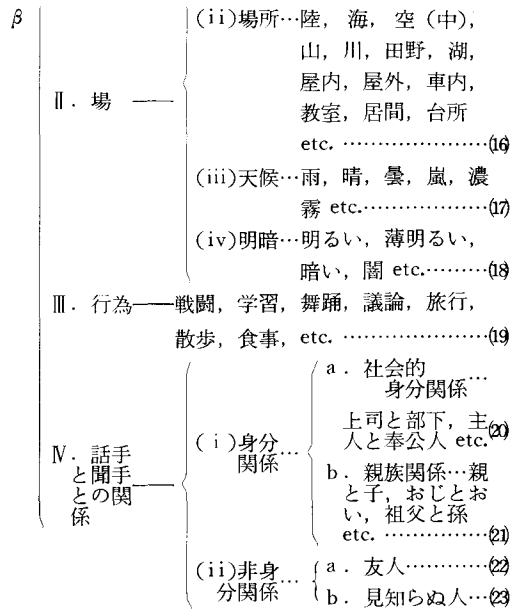 β
(ii)場所…陸, 海, 空 (中),
山, 川, 田野, 湖,
屋内, 屋外, 車内,
教室, 居間, 台所
etc. …………………(16)
Ⅱ. 場 ――
(iii)天候…雨, 晴, 曇, 嵐, 濃
霧 etc.………………(17)
(iv)明暗…明るい, 薄明るい,
暗い, 闇 etc.………(18)
Ⅲ. 行為――戦闘, 学習, 舞踊, 議論, 旅行,
散歩, 食事, etc. …………………(19)
Ⅳ. 話手
と聞手
との関
係
(i)身分
関係…
a. 社会的
身分関係…
上司と部下, 主
人と奉公人 etc.(20)
b. 親族関係…親
と子, おじとお
い, 祖父と孫
etc. ……………(21)
(ii)非身
分関係…
a. 友人…………(22)
b. 見知らぬ人…(23)